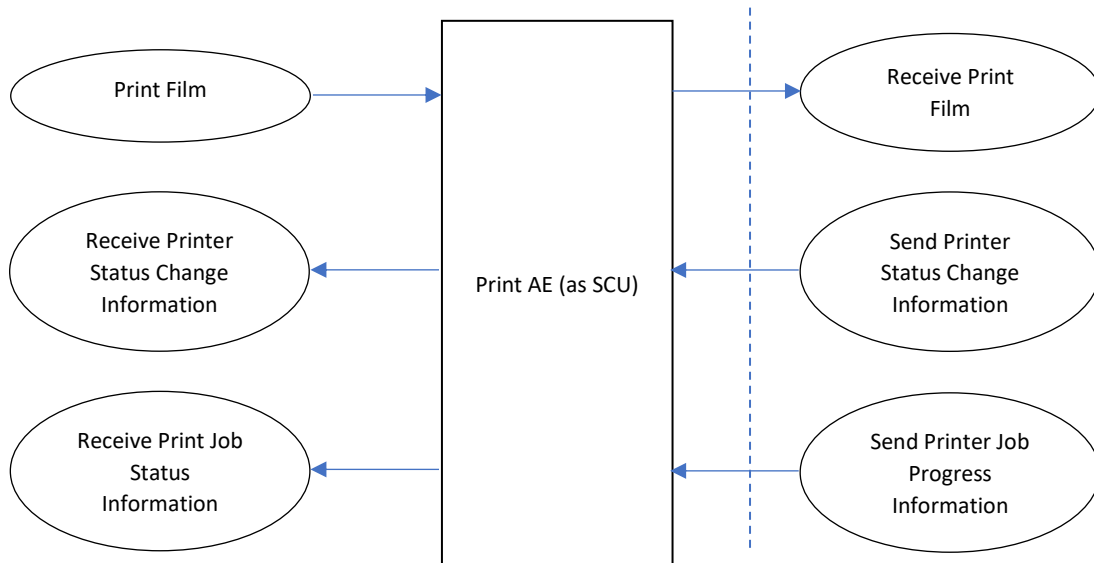 Print Film
Receive Print
Film
Receive Printer
Status Change
Information
Print AE (as SCU)
Send Printer
Status Change
Information
Receive Print Job
Status
Information
Send Printer Job
Progress
Information